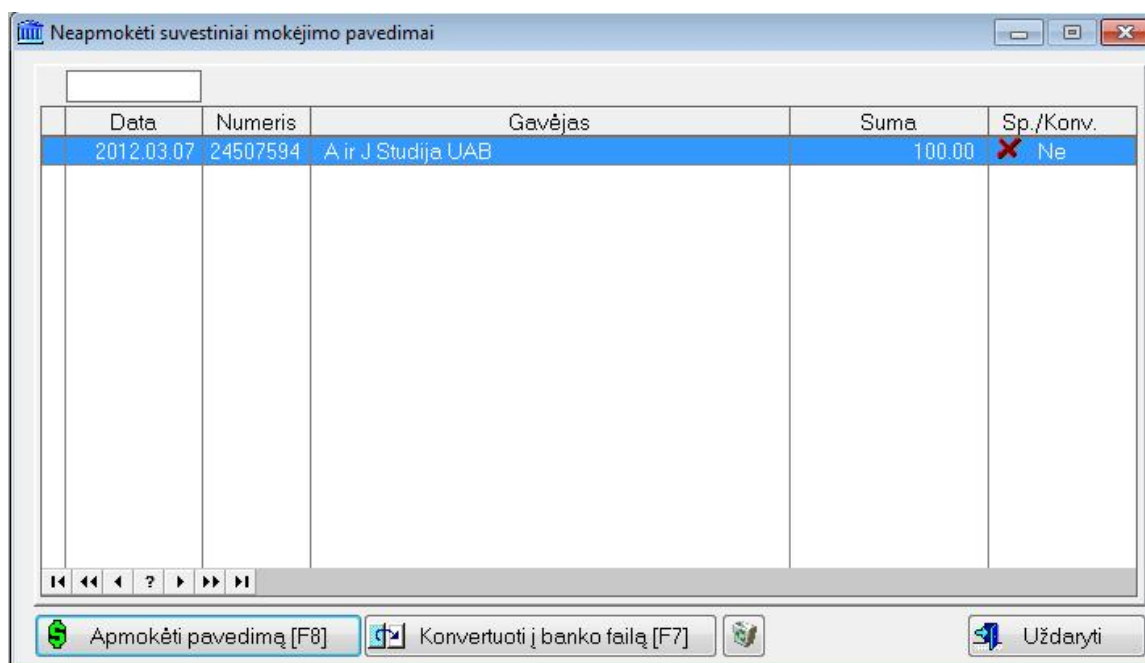 Neapmokėti suvestiniai mokėjimo pavedimai
Data Numeris Gavėjas Suma Sp./Konv.
2012.03.07 24507594 A ir J Studija UAB 100.00 Ne
?
Apmokėti pavedimą [F8] Konvertuoti į banko failą [F7] Uždaryti